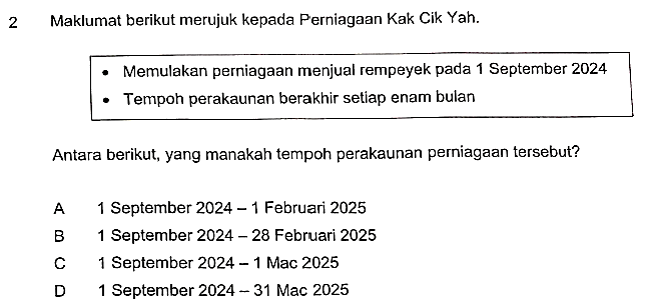 2 Maklumat berikut merujuk kepada Perniagaan Kak Cik Yah.
• Memulakan perniagaan menjual rempeyek pada 1 September 2024
• Tempoh perakaunan berakhir setiap enam bulan
Antara berikut, yang manakah tempoh perakaunan perniagaan tersebut?
A 1 September 2024 – 1 Februari 2025
B 1 September 2024 – 28 Februari 2025
C 1 September 2024 – 1 Mac 2025
D 1 September 2024 – 31 Mac 2025